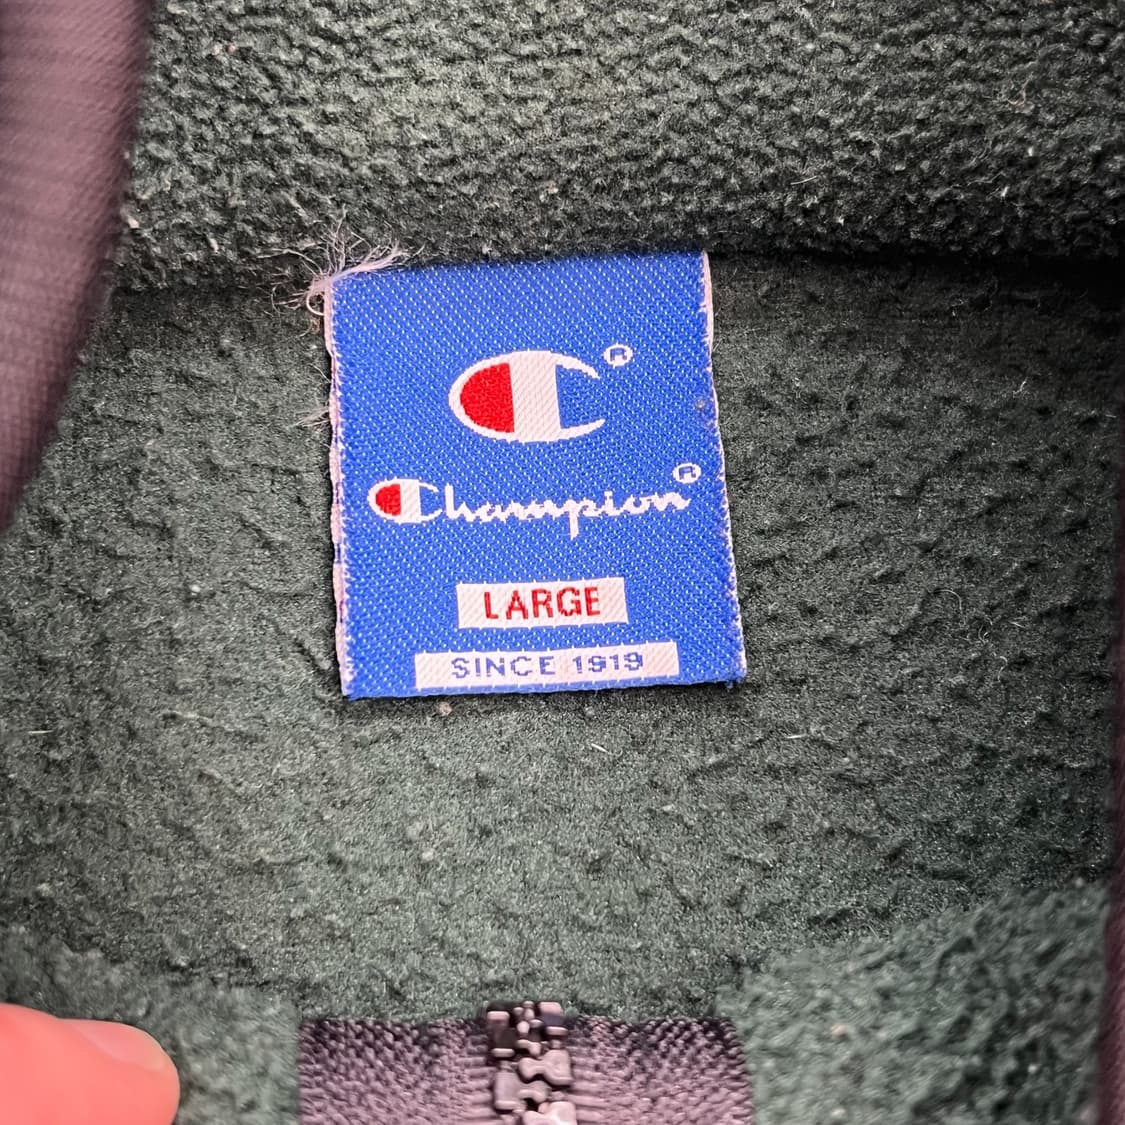 ®
Champion®
LARGE
SINCE 1919